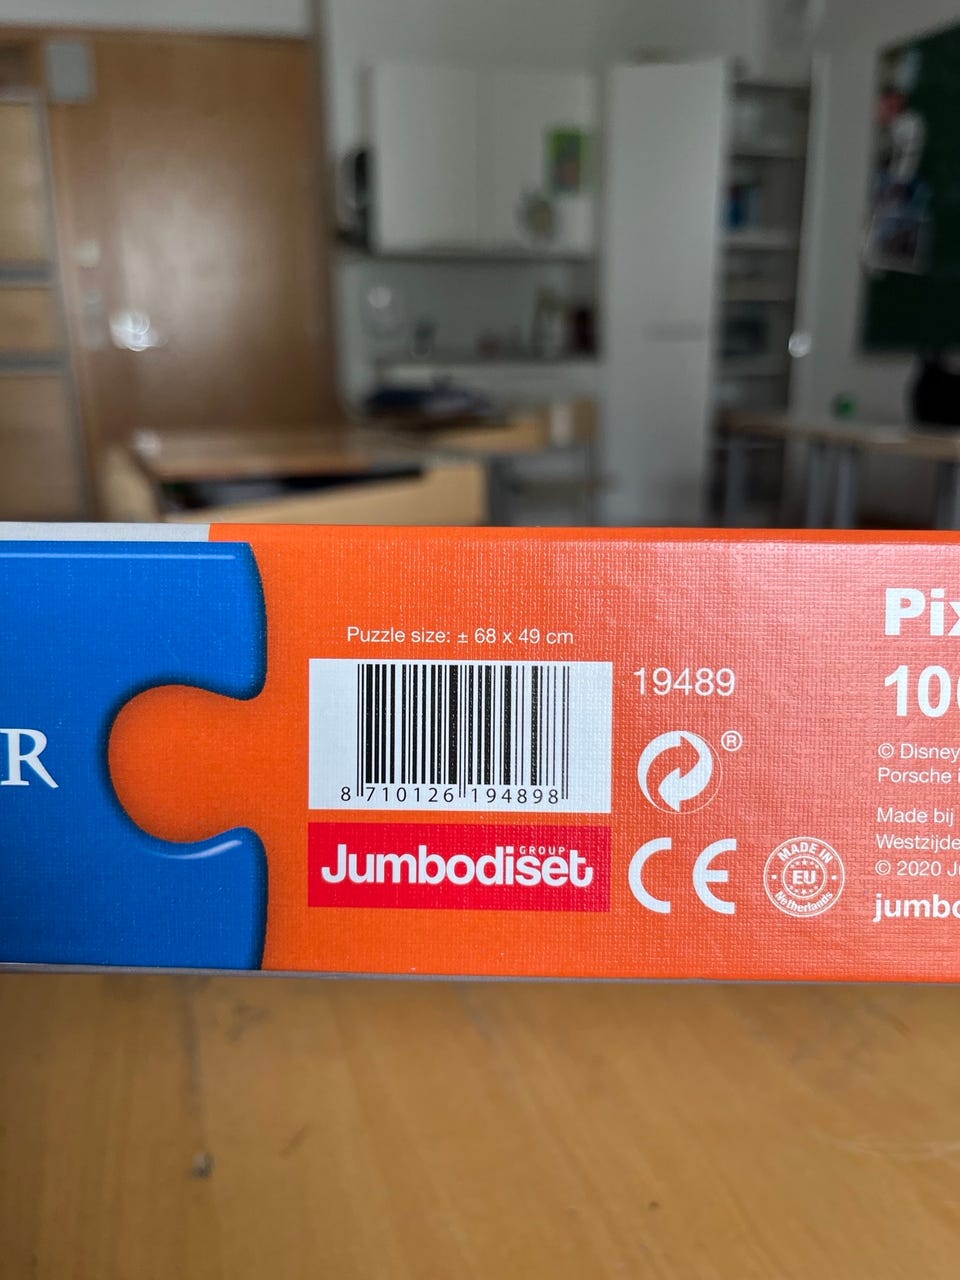 R
Puzzle size: ± 68 x 49 cm
8 710126 194898
GROUP
Jumbodiset
19489
®
CE
MADE IN
EU
Netherlands
Pix
100
© Disney
Porsche
Made bij
Westzijde
© 2020 J
jumbo